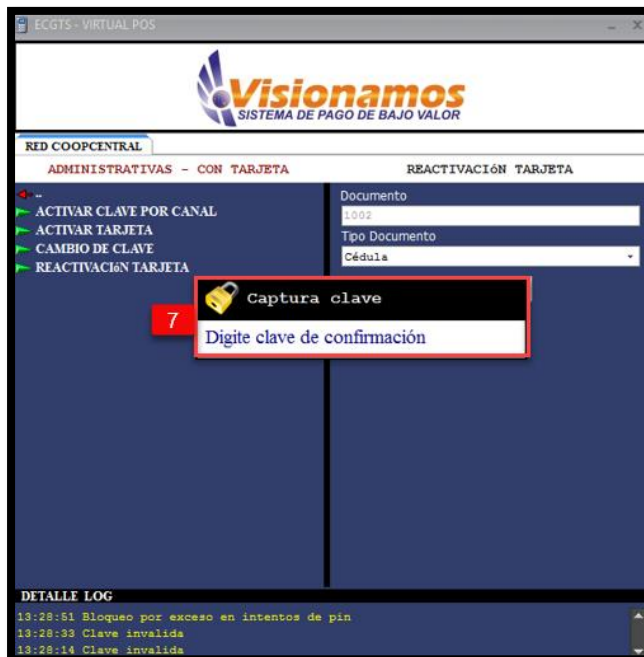 ECGTS - VIRTUAL POS
Visionamos
SISTEMA DE PAGO DE BAJO VALOR
RED COOPCENTRAL
ADMINISTRATIVAS - CON TARJETA
REACTIVACIóN TARJETA
..
ACTIVAR CLAVE POR CANAL
ACTIVAR TARJETA
CAMBIO DE CLAVE
REACTIVACIóN TARJETA
Documento
1002
Tipo Documento
Cédula
7
Captura clave
Digite clave de confirmación
DETALLE LOG
13:28:51 Bloqueo por exceso en intentos de pin
13:28:33 Clave invalida
13:28:14 Clave invalida